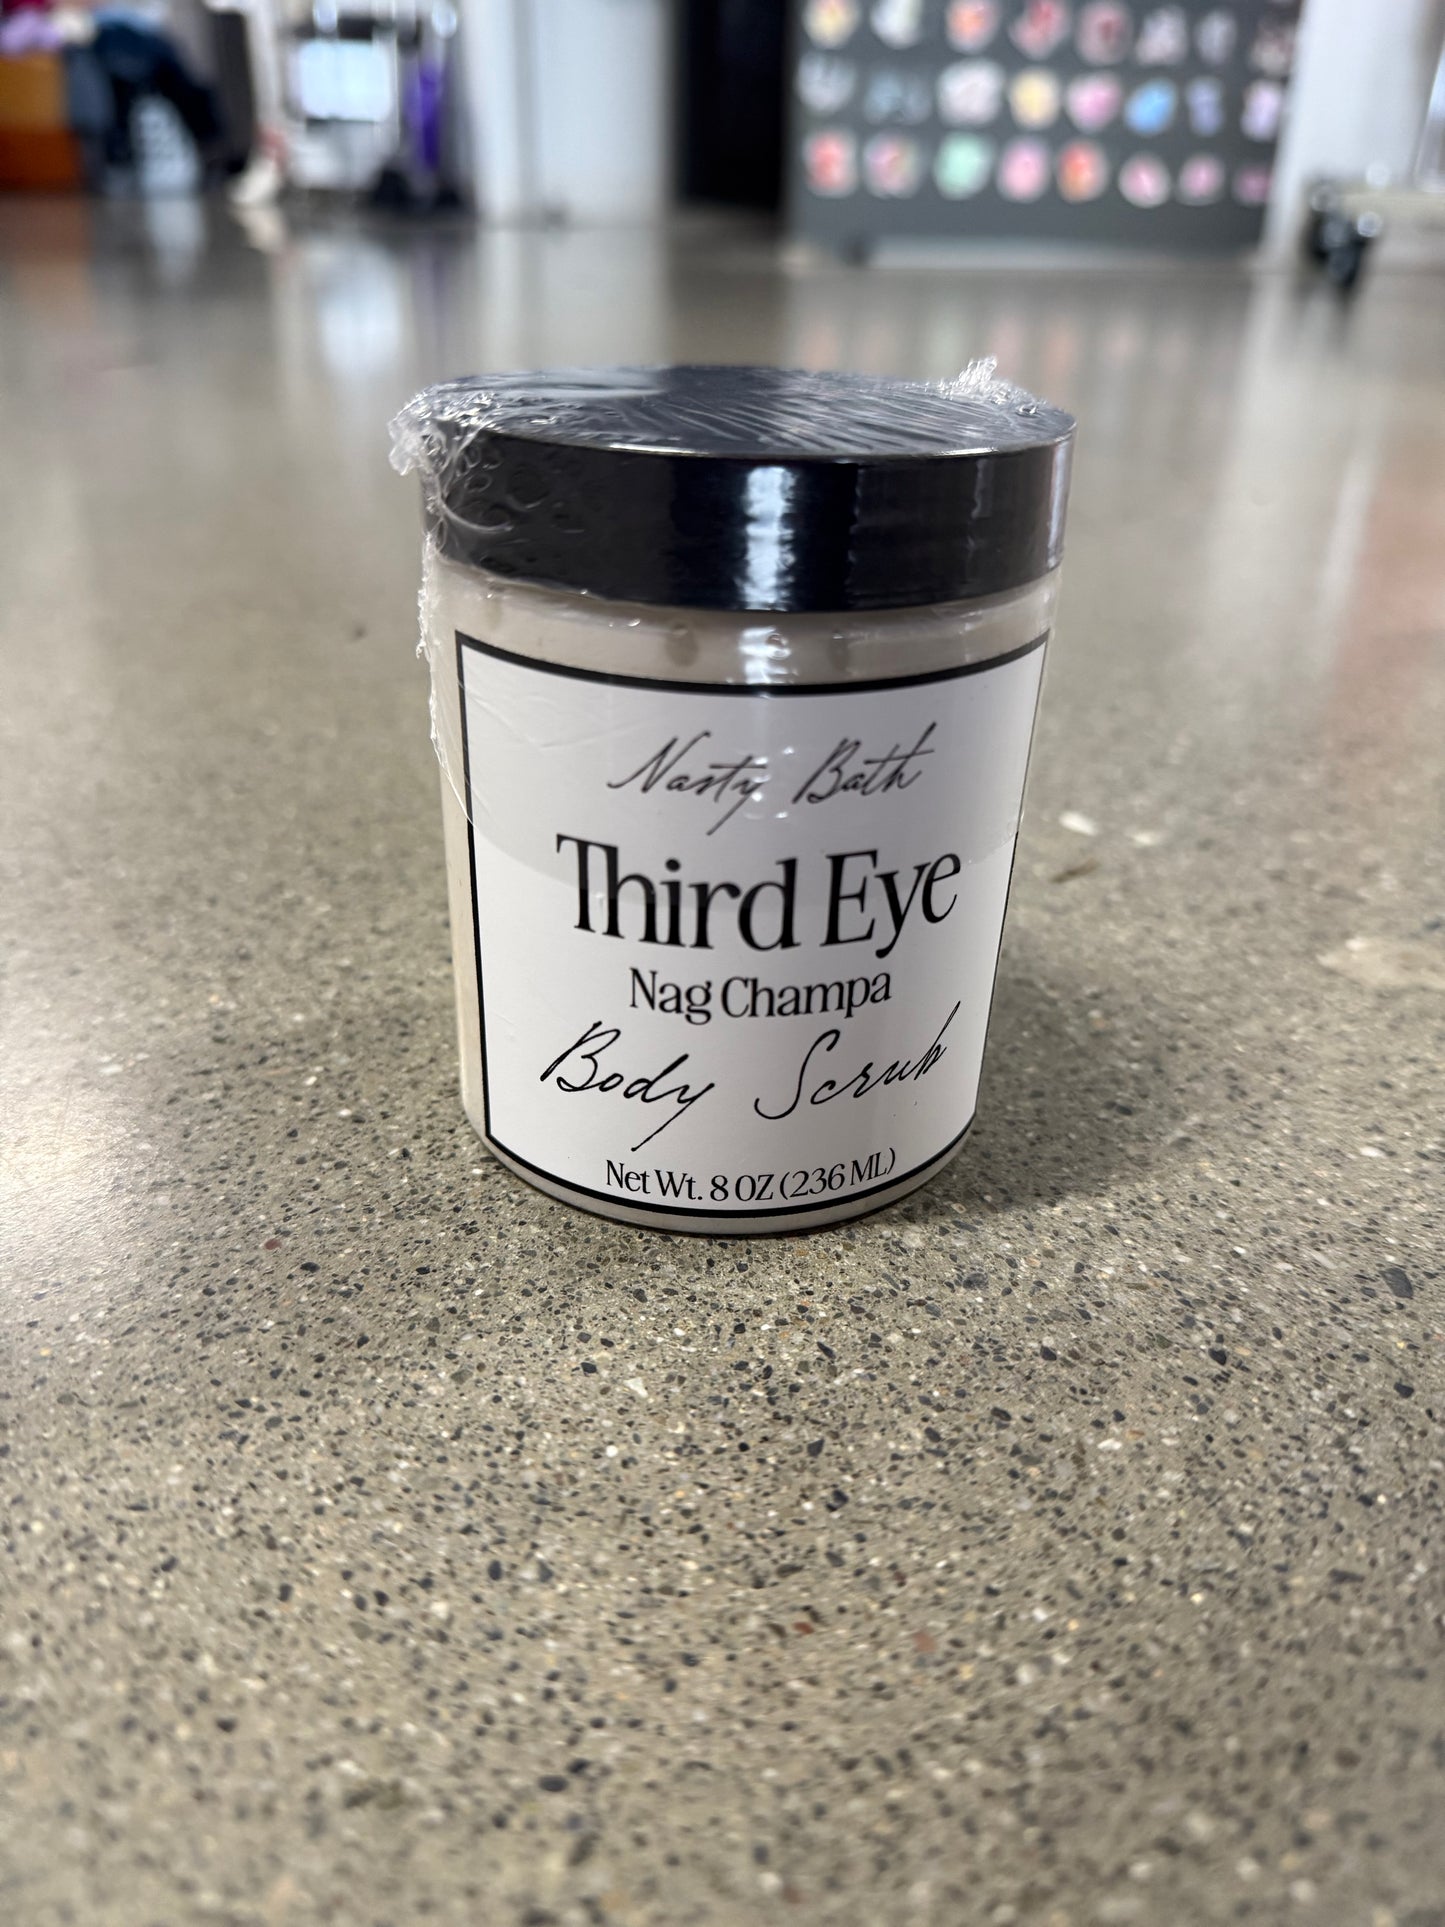 Nasty Bath
Third Eye
Nag Champa
Body Scrub
Net Wt. 8 OZ (236 ML)